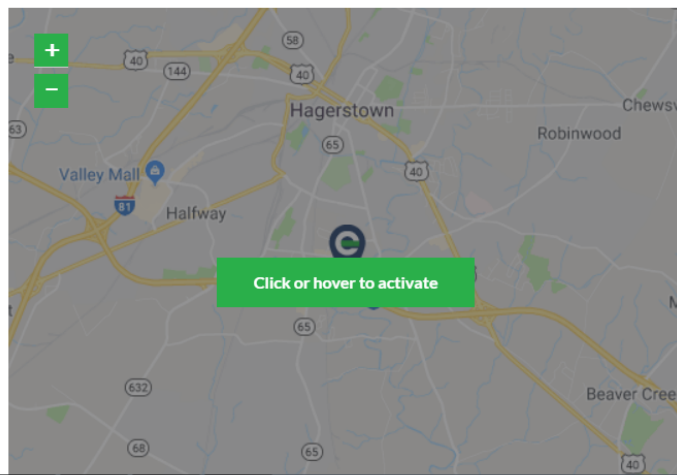 58
+
40
144
40
−
Hagerstown
Chewsv
63
Robinwood
65
40
Valley Mall
81
Halfway
Click or hover to activate
65
632
Beaver Cree
68
65
40